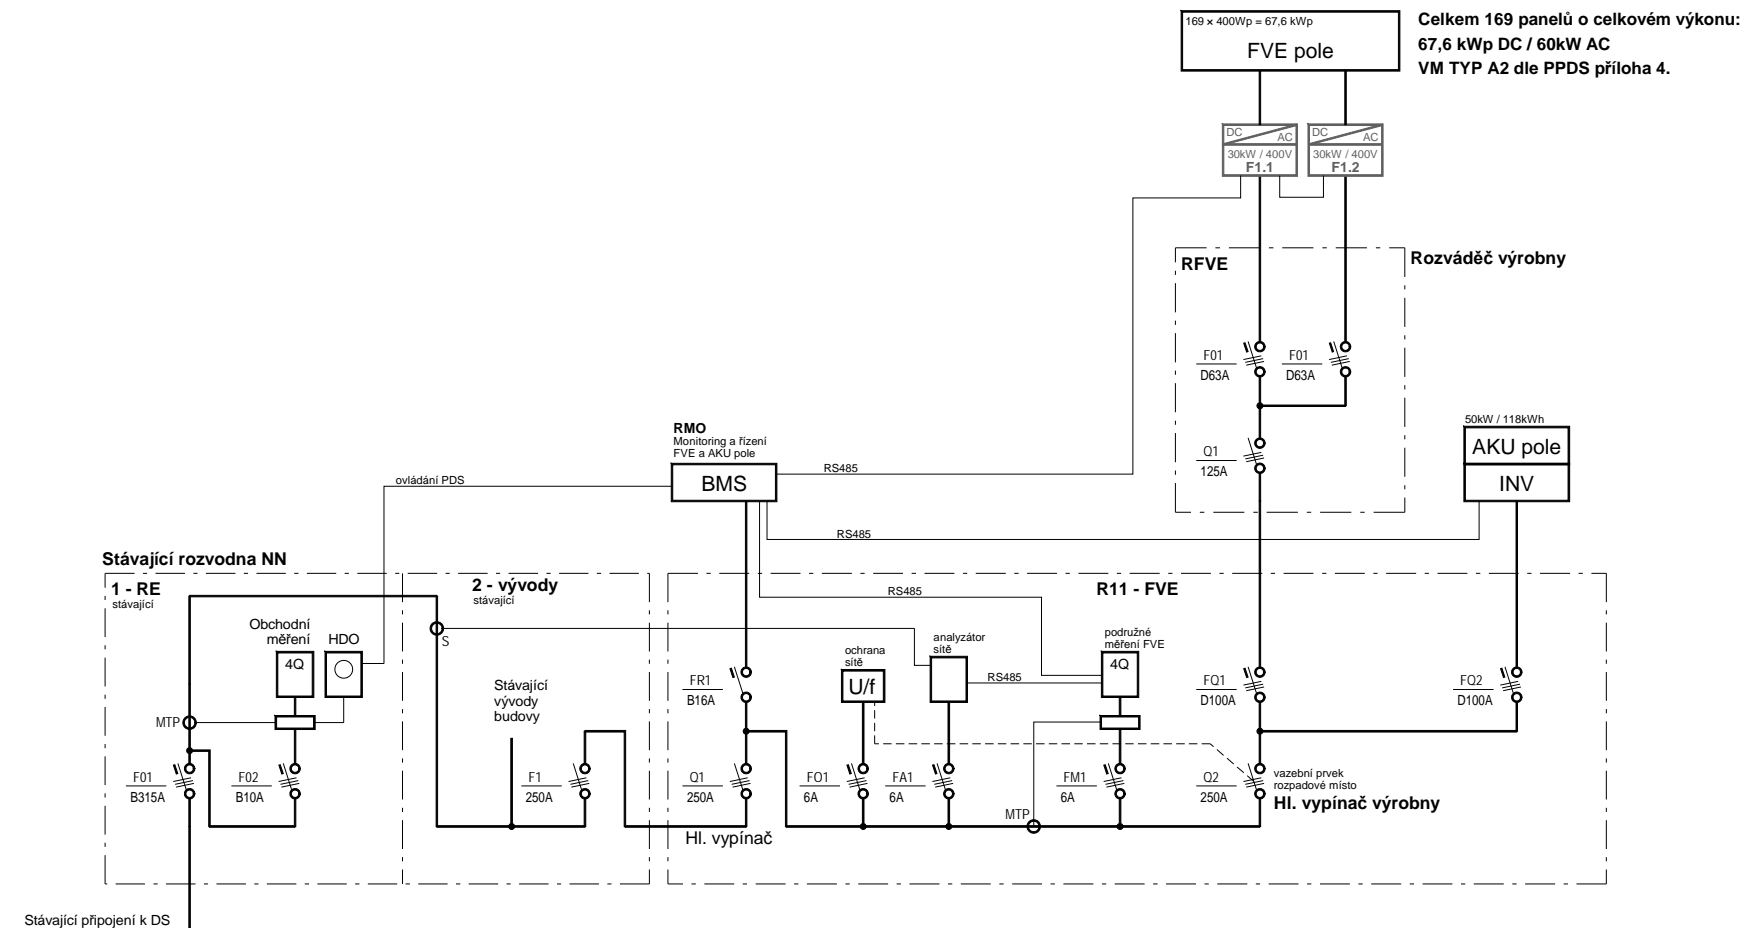 169 × 400Wp = 67,6 kWp
FVE pole
Celkem 169 panelů o celkovém výkonu:
67,6 kWp DC / 60kW AC
VM TYP A2 dle PPDS příloha 4.
DC
AC
30kW / 400V
F1.1
DC
AC
30kW / 400V
F1.2
RFVE
Rozváděč výrobny
F01
D63A
F01
D63A
Q1
125A
50kW / 118kWh
AKU pole
INV
RMO
Monitoring a řízení
FVE a AKU pole
BMS
RS485
ovládání PDS
RS485
Stávající rozvodna NN
1 - RE
stávající
2 - vývody
stávající
RS485
R11 - FVE
Obchodní
měření
HDO
4Q
S
MTP
F01
B315A
F02
B10A
Stávající
vývody
budovy
F1
250A
FR1
B16A
Q1
250A
Hl. vypínač
ochrana
sítě
U/f
analyzátor
sítě
RS485
podružné
měření FVE
4Q
FO1
6A
FA1
6A
MTP
FM1
6A
FQ1
D100A
FQ2
D100A
Q2
250A
vazební prvek
rozpadové místo
Hl. vypínač výrobny
Stávající připojení k DS